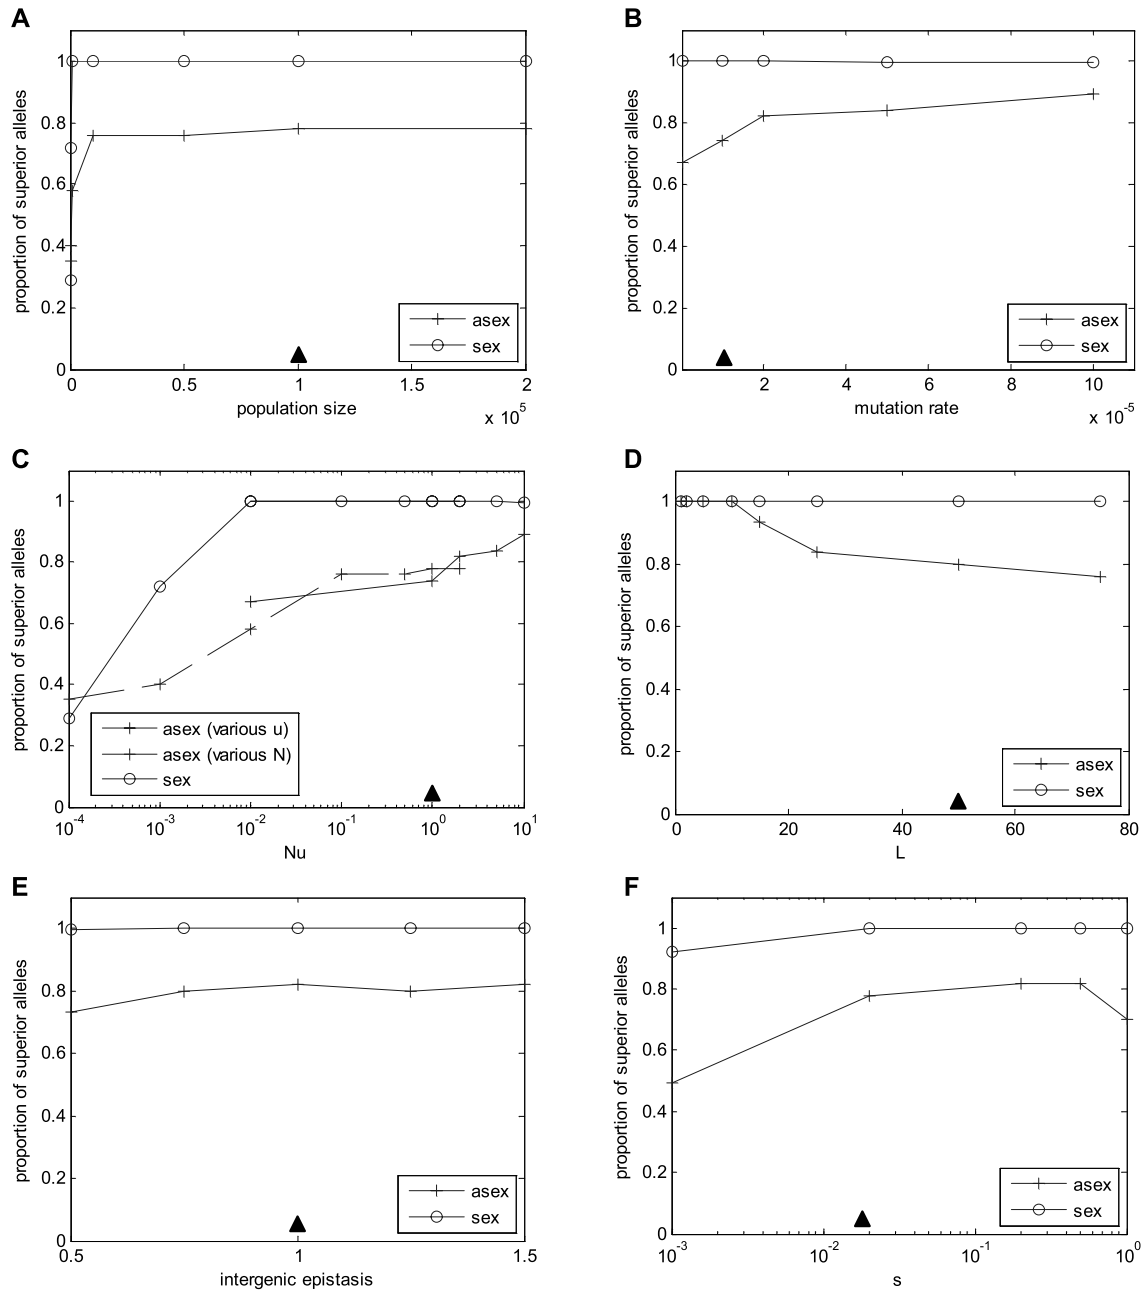 A
proportion of superior alleles
1
0.8
0.6
0.4
0.2
0
0 0.5 1 1.5 2
population size
x 10^5
asex
sex
B
proportion of superior alleles
1
0.8
0.6
0.4
0.2
0
2 4 6 8 10
mutation rate
x 10^-5
asex
sex
C
proportion of superior alleles
1
0.8
0.6
0.4
0.2
0
10^-4 10^-3 10^-2 10^-1 10^0 10^1
Nu
asex (various u)
asex (various N)
sex
D
proportion of superior alleles
1
0.8
0.6
0.4
0.2
0
0 20 40 60 80
L
asex
sex
E
proportion of superior alleles
1
0.8
0.6
0.4
0.2
0
0.5 1 1.5
intergenic epistasis
asex
sex
F
proportion of superior alleles
1
0.8
0.6
0.4
0.2
0
10^-3 10^-2 10^-1 10^0
s
asex
sex